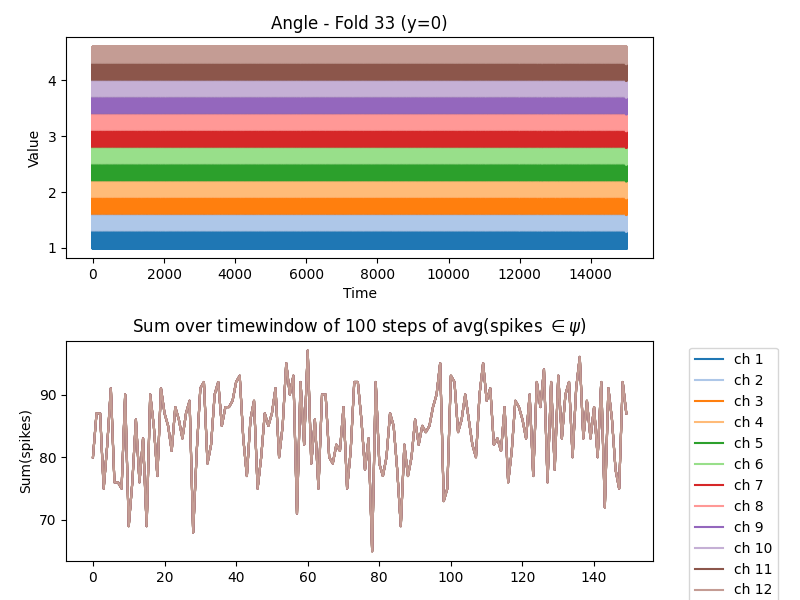 Angle - Fold 33 (y=0)
Value
4
3
2
1
0 2000 4000 6000 8000 10000 12000 14000
Time
Sum over timewindow of 100 steps of avg(spikes ∈ ψ)
Sum(spikes)
90
80
70
0 20 40 60 80 100 120 140
ch 1
ch 2
ch 3
ch 4
ch 5
ch 6
ch 7
ch 8
ch 9
ch 10
ch 11
ch 12